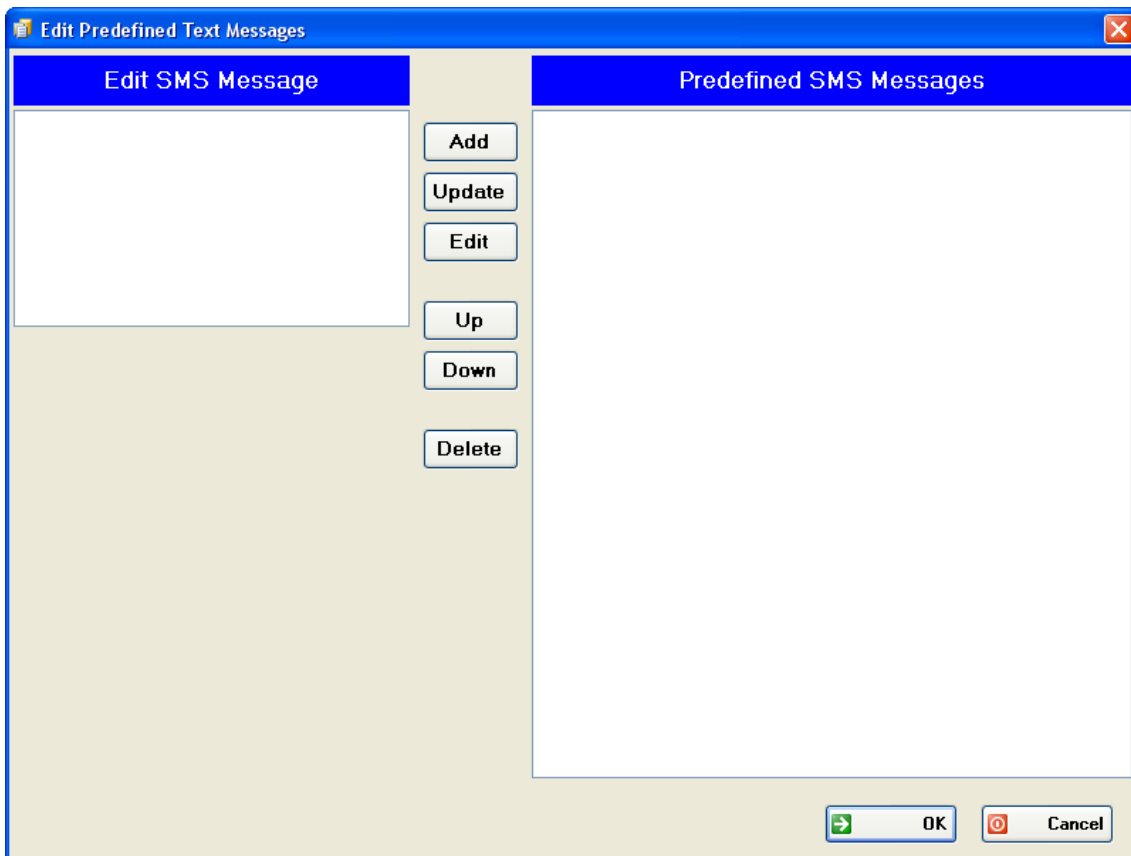 Edit Predefined Text Messages
Edit SMS Message
Predefined SMS Messages
Add
Update
Edit
Up
Down
Delete
OK
Cancel